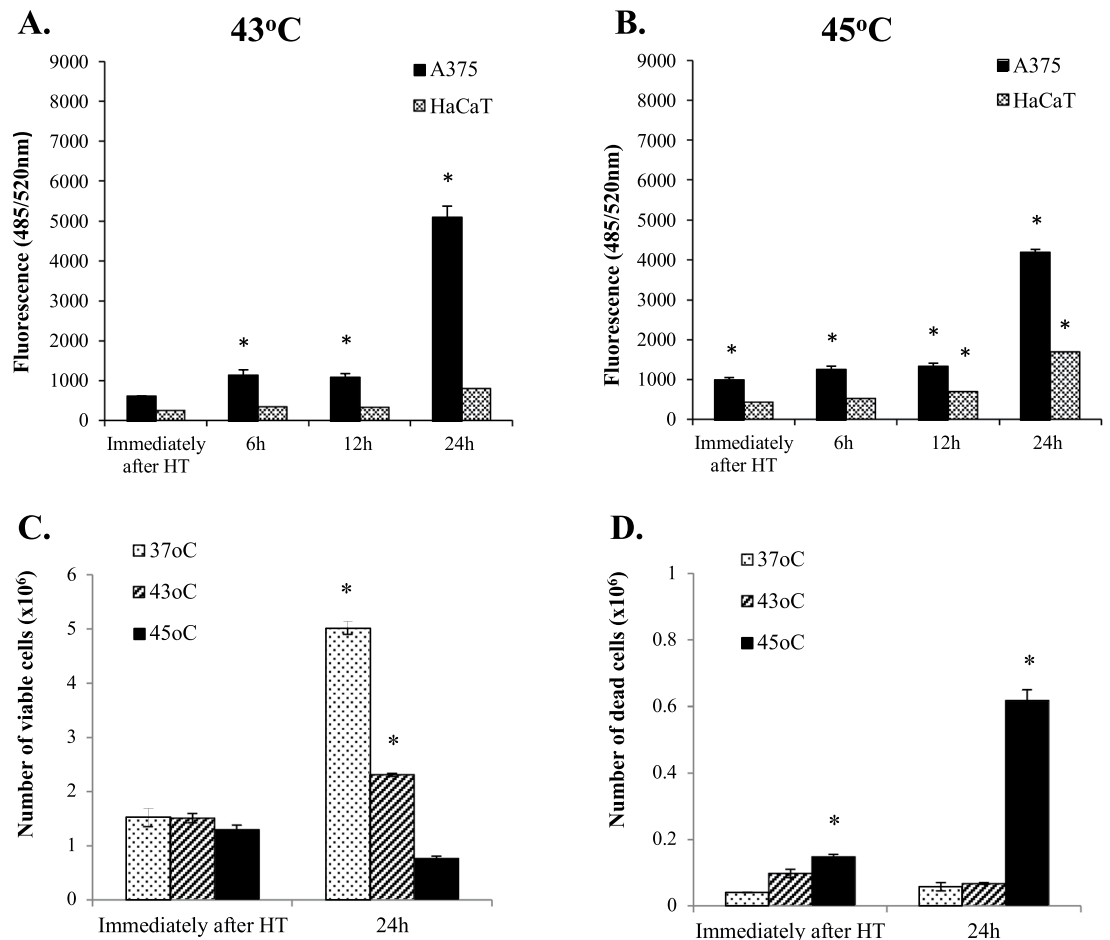 A.
43°C
9000
8000
7000
6000
5000
4000
3000
2000
1000
0
Fluorescence (485/520nm)
A375
HaCaT
*
*
*
Immediately
after HT
6h
12h
24h
B.
45°C
9000
8000
7000
6000
5000
4000
3000
2000
1000
0
Fluorescence (485/520nm)
A375
HaCaT
*
*
*
*
*
*
Immediately
after HT
6h
12h
24h
C.
37oC
43oC
45oC
6
5
4
3
2
1
0
Number of viable cells (x10⁶)
*
*
Immediately after HT
24h
D.
37oC
43oC
45oC
1
0.8
0.6
0.4
0.2
0
Number of dead cells (x10⁶)
*
*
Immediately after HT
24h